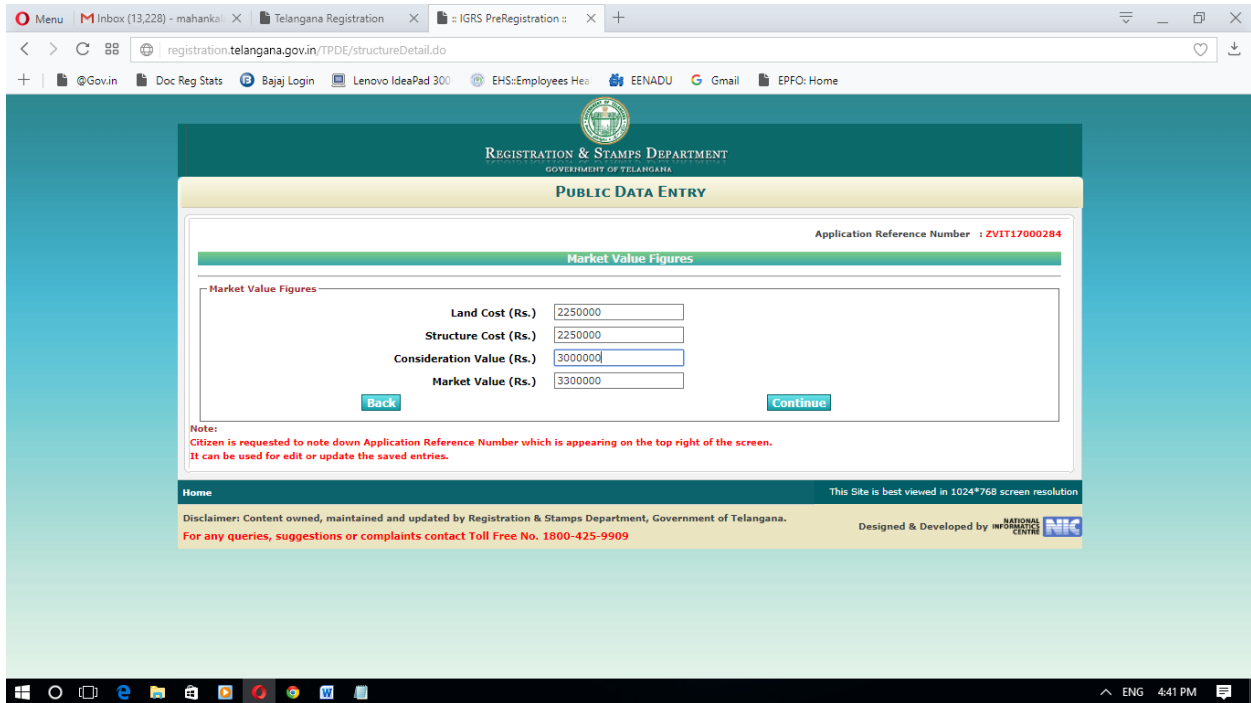 Menu
Inbox (13,228) - mahankal
Telangana Registration
:: IGRS PreRegistration ::
registration.telangana.gov.in/TPDE/structureDetail.do
@Gov.in
Doc Reg Stats
Bajaj Login
Lenovo IdeaPad 300
EHS::Employees Hea
EENADU
Gmail
EPFO: Home
REGISTRATION & STAMPS DEPARTMENT
GOVERNMENT OF TELANGANA
PUBLIC DATA ENTRY
Application Reference Number : ZVIT17000284
Market Value Figures
Market Value Figures
Land Cost (Rs.) 2250000
Structure Cost (Rs.) 2250000
Consideration Value (Rs.) 3000000
Market Value (Rs.) 3300000
Back Continue
Note:
Citizen is requested to note down Application Reference Number which is appearing on the top right of the screen.
It can be used for edit or update the saved entries.
Home This Site is best viewed in 1024*768 screen resolution
Disclaimer: Content owned, maintained and updated by Registration & Stamps Department, Government of Telangana.
For any queries, suggestions or complaints contact Toll Free No. 1800-425-9909
Designed & Developed by NATIONAL INFORMATICS CENTRE NIC
ENG 4:41 PM